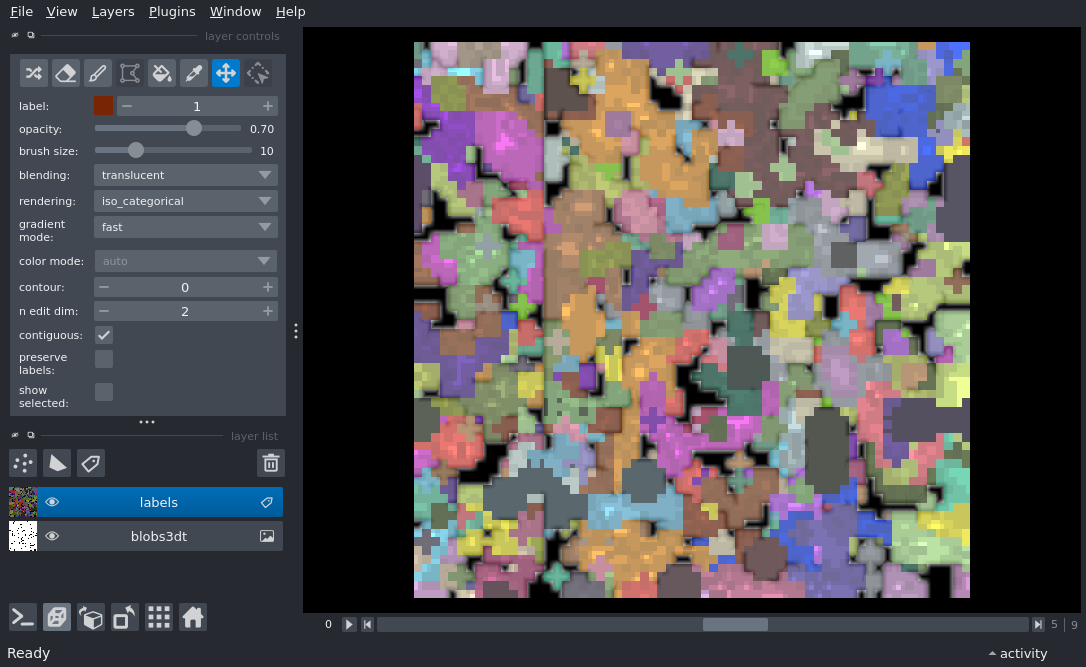 File View Layers Plugins Window Help
layer controls
label: 1
opacity: 0.70
brush size: 10
blending: translucent
rendering: iso_categorical
gradient
mode: fast
color mode: auto
contour: 0
n edit dim: 2
contiguous:
preserve
labels:
show
selected:
layer list
labels
blobs3dt
0 5 | 9
Ready activity